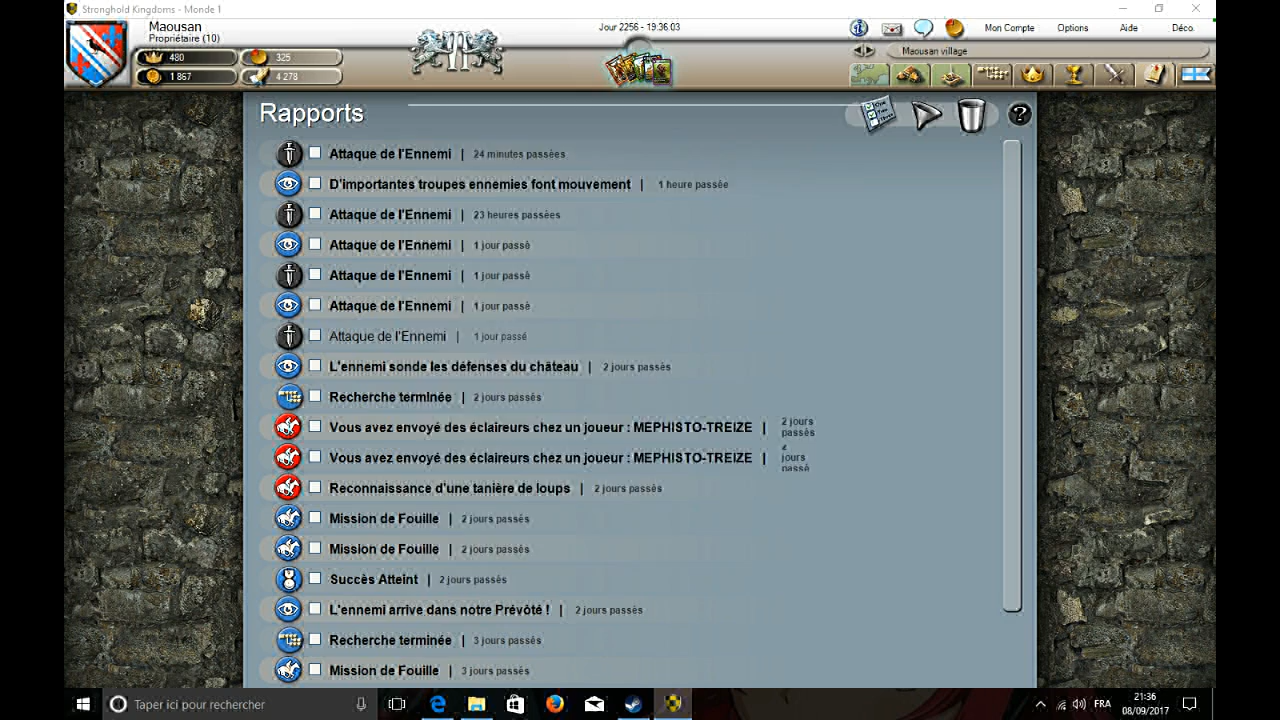 Stronghold Kingdoms - Monde 1
Maousan
Propriétaire (10)
480
325
1 867
4 278
Jour 2256 - 19:36:03
Mon Compte
Options
Aide
Déco.
Maousan village
Rapports
?
Attaque de l'Ennemi | 24 minutes passées
D'importantes troupes ennemies font mouvement | 1 heure passée
Attaque de l'Ennemi | 23 heures passées
Attaque de l'Ennemi | 1 jour passé
Attaque de l'Ennemi | 1 jour passé
Attaque de l'Ennemi | 1 jour passé
Attaque de l'Ennemi | 1 jour passé
L'ennemi sonde les défenses du château | 2 jours passés
Recherche terminée | 2 jours passés
Vous avez envoyé des éclaireurs chez un joueur : MEPHISTO-TREIZE | 2 jours
passés
Vous avez envoyé des éclaireurs chez un joueur : MEPHISTO-TREIZE | 2
jours
passé
Reconnaissance d'une tanière de loups | 2 jours passés
Mission de Fouille | 2 jours passés
Mission de Fouille | 2 jours passés
Succès Atteint | 2 jours passés
L'ennemi arrive dans notre Prévôté ! | 2 jours passés
Recherche terminée | 3 jours passés
Mission de Fouille | 3 jours passés
Taper ici pour rechercher
FRA
21:36
08/09/2017